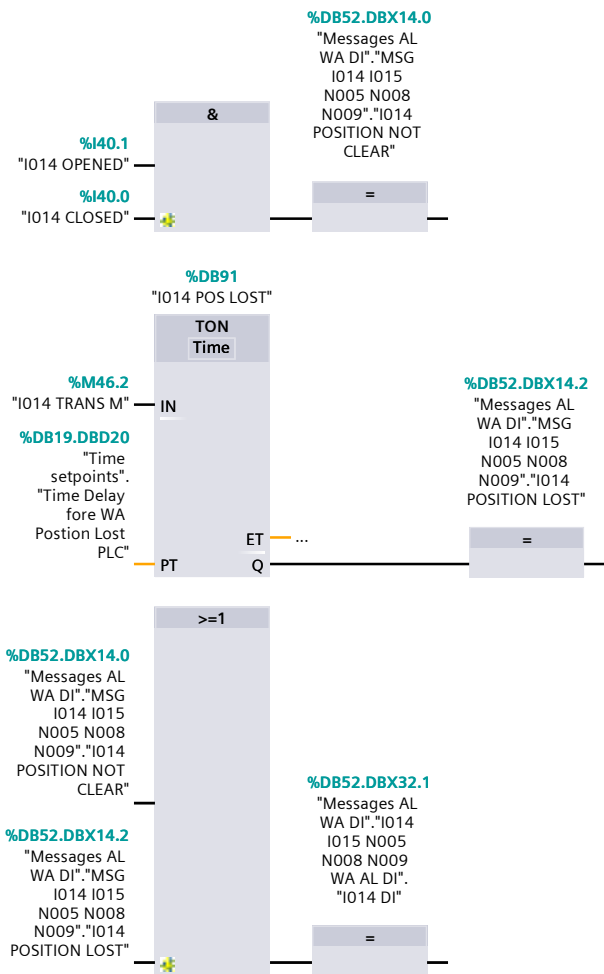 %DB52.DBX14.0
"Messages AL
WA DI"."MSG
I014 I015
N005 N008
N009"."I014
POSITION NOT
CLEAR"
&
%I40.1
"I014 OPENED"
%I40.0
"I014 CLOSED"
=
%DB91
"I014 POS LOST"
TON
Time
%M46.2
"I014 TRANS M"
IN
%DB19.DBD20
"Time
setpoints".
"Time Delay
fore WA
Postion Lost
PLC"
PT
ET
...
Q
%DB52.DBX14.2
"Messages AL
WA DI"."MSG
I014 I015
N005 N008
N009"."I014
POSITION LOST"
=
>=1
%DB52.DBX14.0
"Messages AL
WA DI"."MSG
I014 I015
N005 N008
N009"."I014
POSITION NOT
CLEAR"
%DB52.DBX14.2
"Messages AL
WA DI"."MSG
I014 I015
N005 N008
N009"."I014
POSITION LOST"
%DB52.DBX32.1
"Messages AL
WA DI"."I014
I015 N005
N008 N009
WA AL DI".
"I014 DI"
=